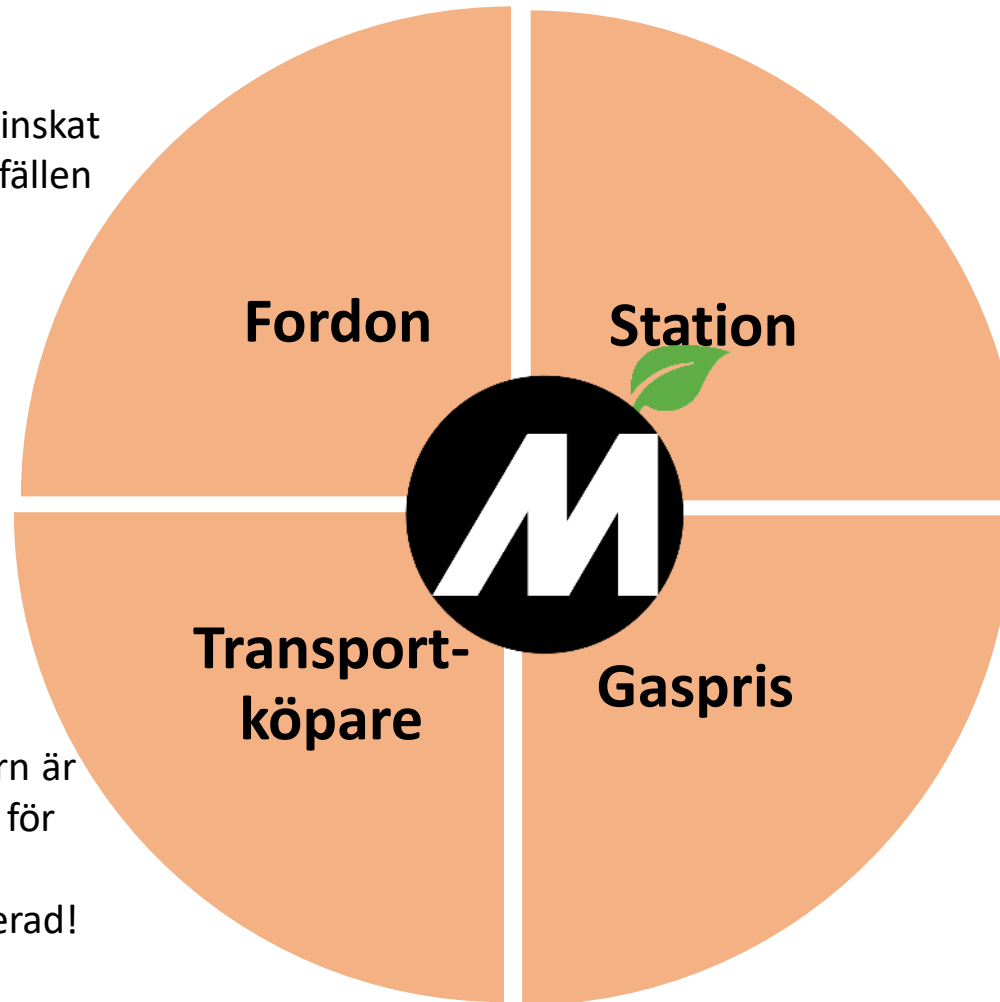 inskat
fällen
Fordon
Station
M
Transport-
köpare
Gaspris
rn är
för
erad!